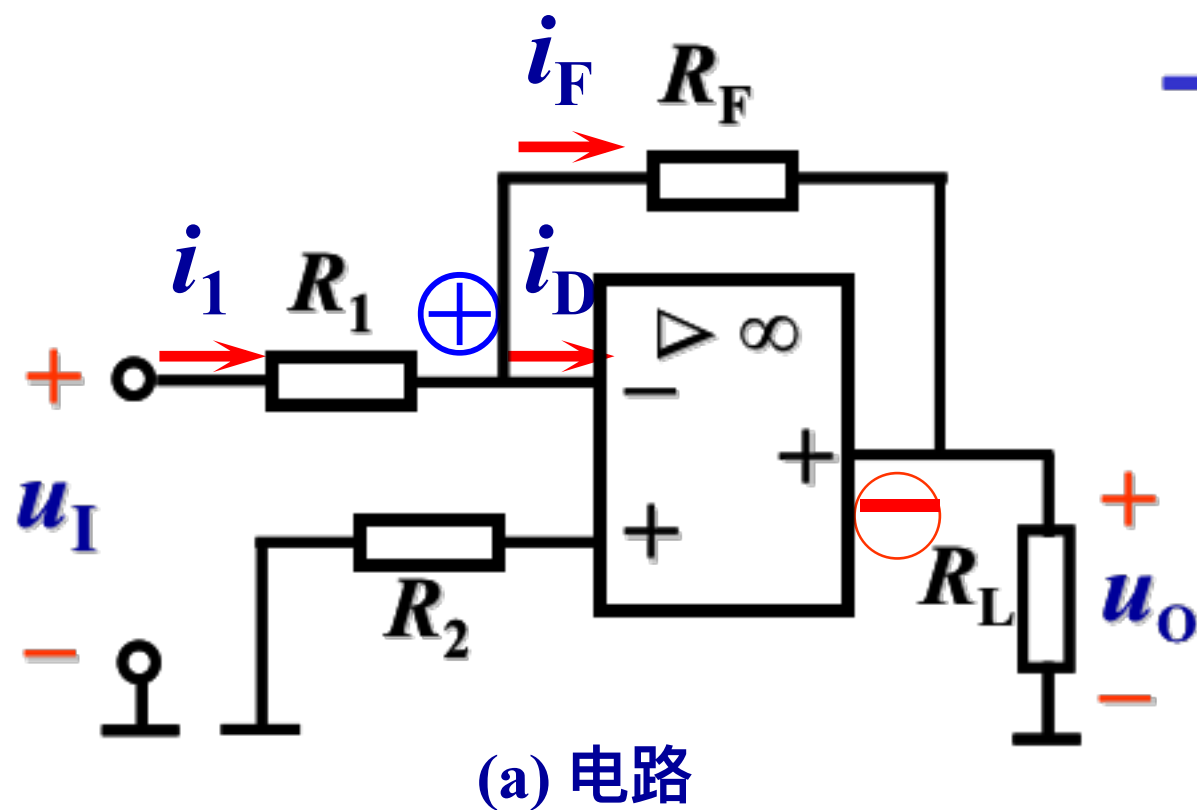 iF
RF
i1
R1
iD
▷ ∞
+
−
+
uI
+
+
RL
uO
R2
−
−
(a) 电路